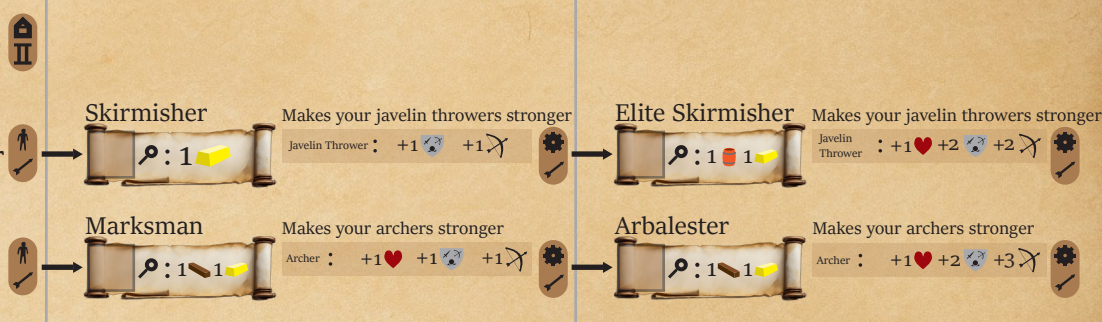 II
Skirmisher
Makes your javelin throwers stronger
: 1
Javelin Thrower : +1 +1
Elite Skirmisher
Makes your javelin throwers stronger
: 1 1
Javelin
Thrower : +1 +2 +2
Marksman
Makes your archers stronger
: 1 1
Archer : +1 +1 +1
Arbalester
Makes your archers stronger
: 1 1
Archer : +1 +2 +3